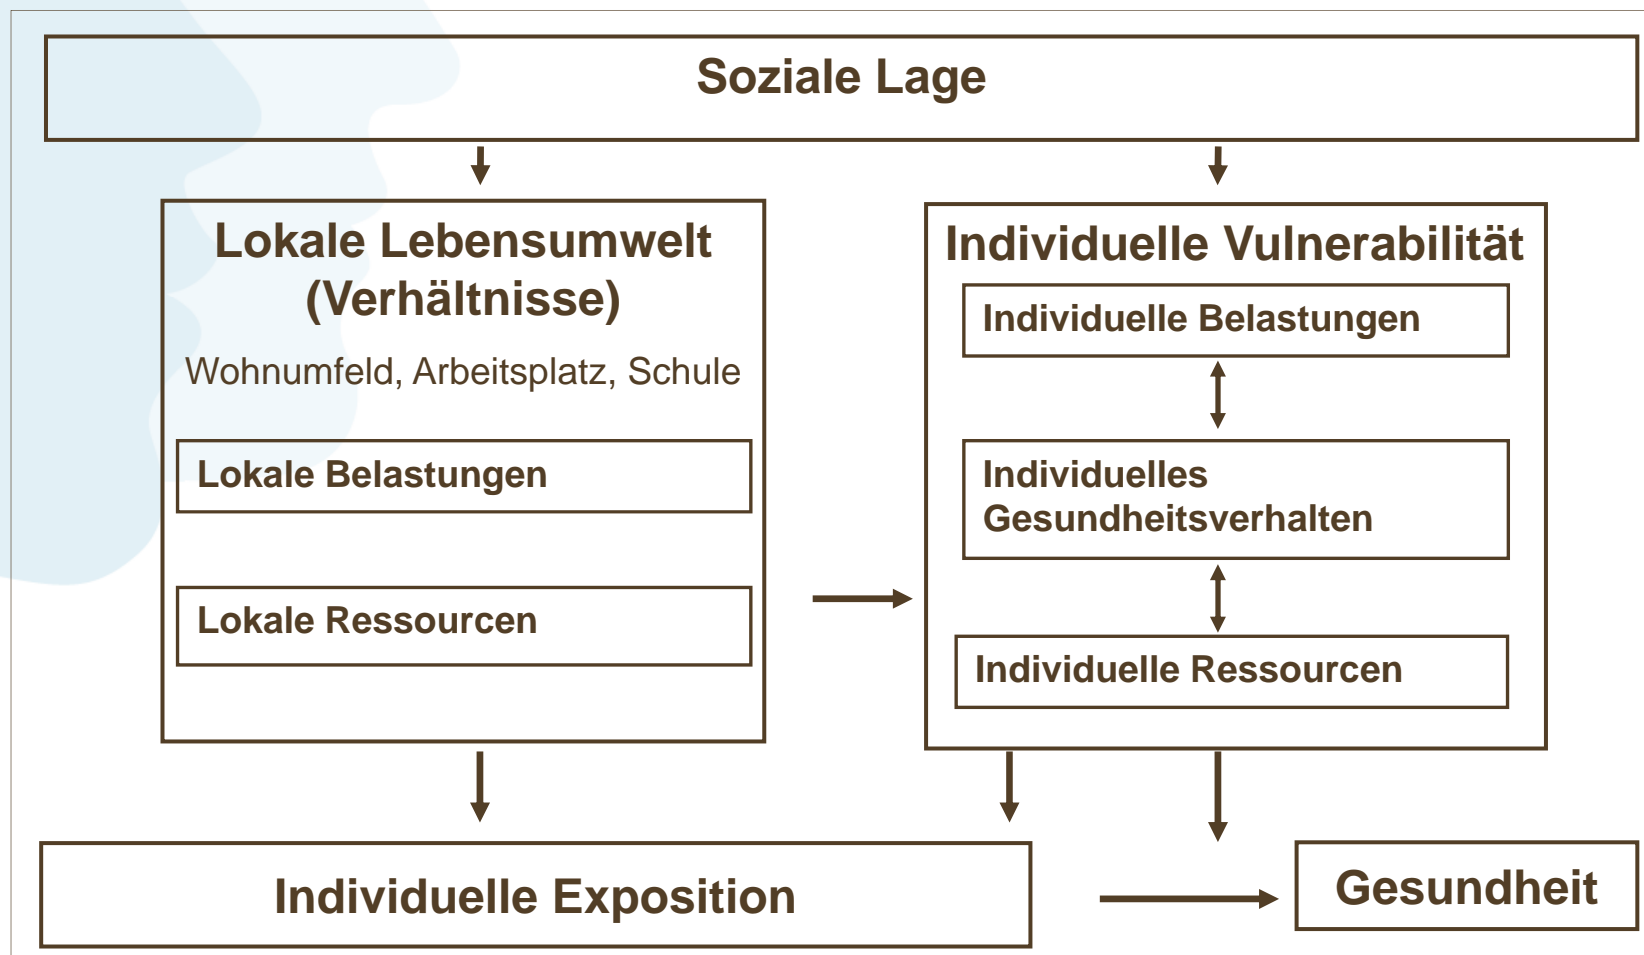 Soziale Lage
Lokale Lebensumwelt
(Verhältnisse)
Wohnumfeld, Arbeitsplatz, Schule
Lokale Belastungen
Lokale Ressourcen
Individuelle Vulnerabilität
Individuelle Belastungen
Individuelles
Gesundheitsverhalten
Individuelle Ressourcen
Individuelle Exposition
Gesundheit